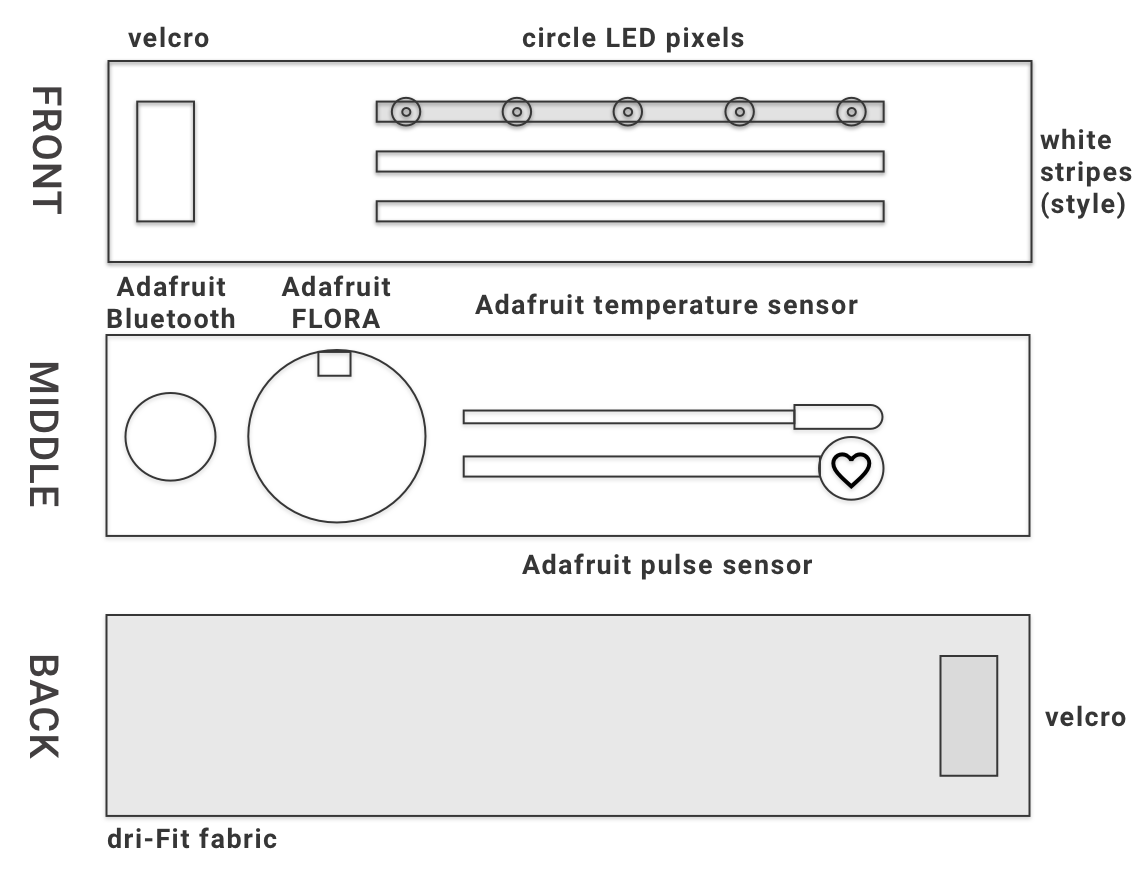 velcro
circle LED pixels
FRONT
white
stripes
(style)
Adafruit
Bluetooth
Adafruit
FLORA
Adafruit temperature sensor
MIDDLE
Adafruit pulse sensor
BACK
velcro
dri-Fit fabric